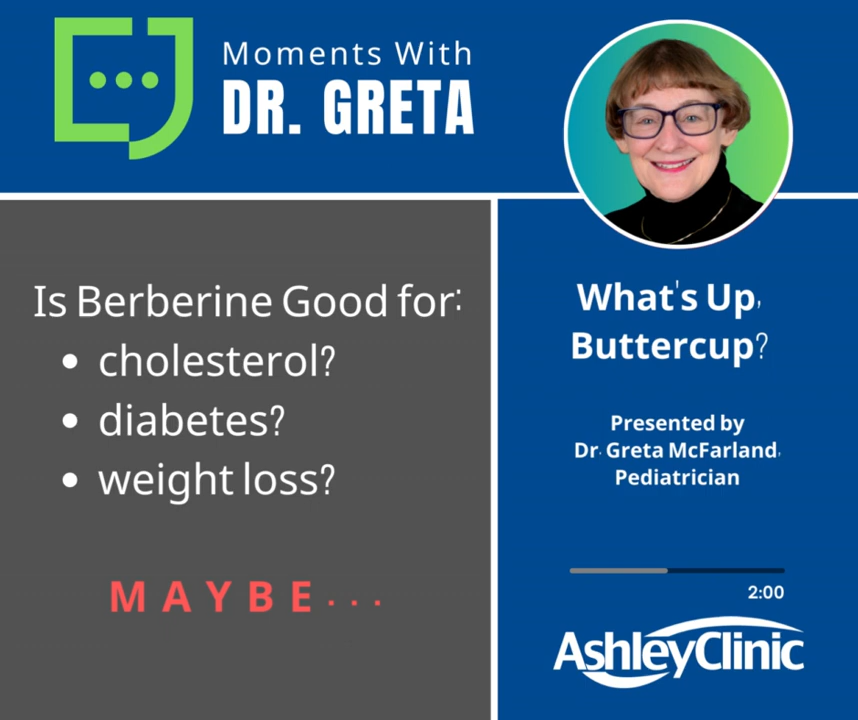 Moments With
DR. GRETA
Is Berberine Good for:
• cholesterol?
• diabetes?
• weight loss?
MAYBE...
What's Up,
Buttercup?
Presented by
Dr. Greta McFarland,
Pediatrician
2:00
AshleyClinic